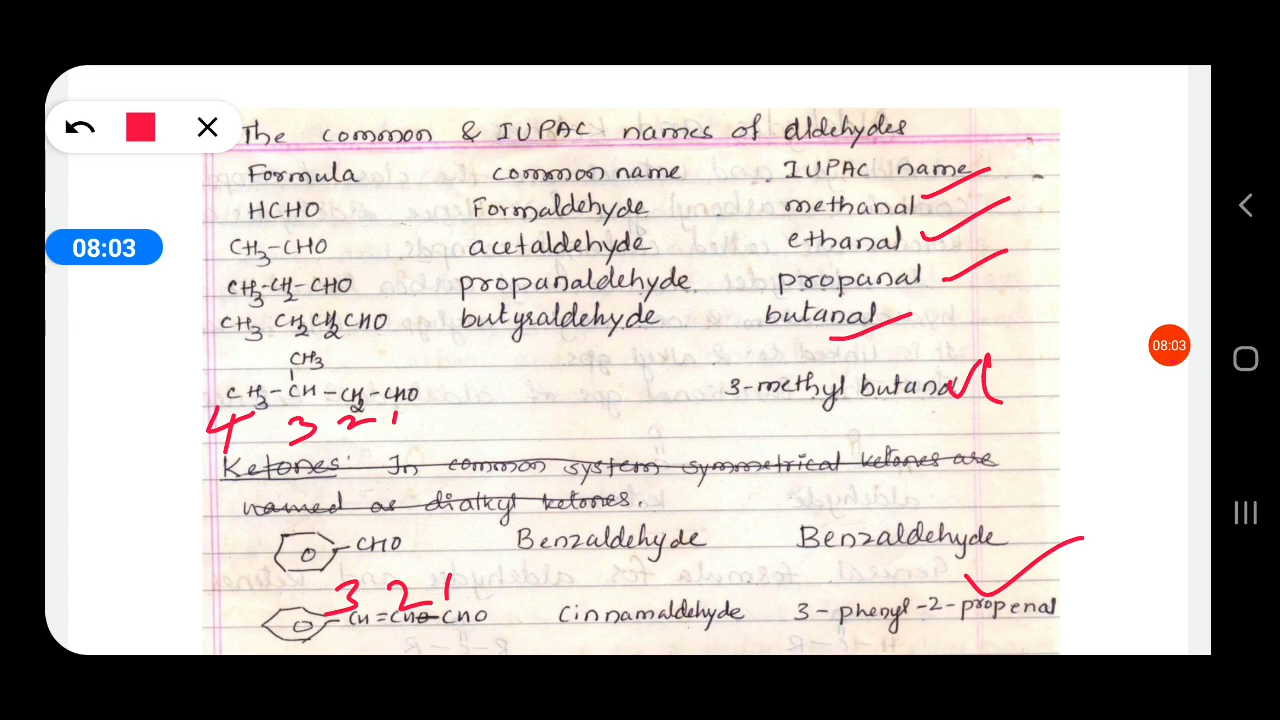 The common & IUPAC names of aldehydes
Formula common name IUPAC name
HCHO Formaldehyde methanal
08:03
CH3-CHO acetaldehyde ethanal
CH3-CH2-CHO propanaldehyde propanal
CH3 CH2CH2CHO butyraldehyde butanal
08:03
CH3
CH3-CH-CH2-CHO 3-methyl butanal
4 3 2 1
Ketones: In common system symmetrical ketones are
named as dialkyl ketones.
CHO Benzaldehyde Benzaldehyde
3 2 1
CH=CH-CHO Cinnamaldehyde 3-phenyl-2-propenal